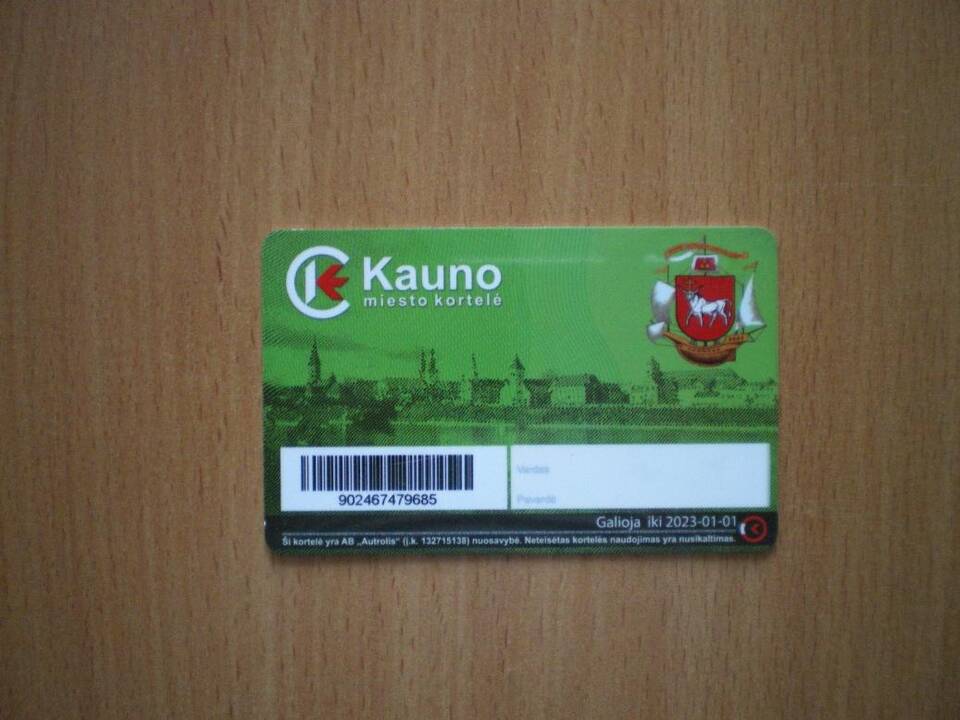 Kauno
miesto kortelė
902467479685
Vardas
Pavardė
Galioja iki 2023-01-01
Ši kortelė yra AB „Autrolis“ (į.k. 132715138) nuosavybė. Neteisėtas kortelės naudojimas yra nusikaltimas.